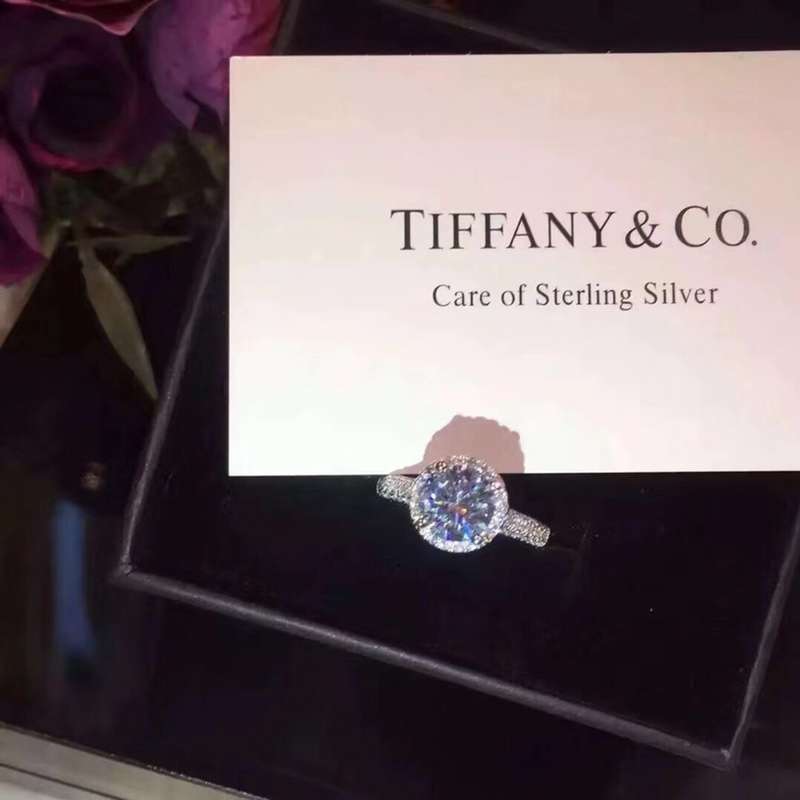 TIFFANY & CO.
Care of Sterling Silver